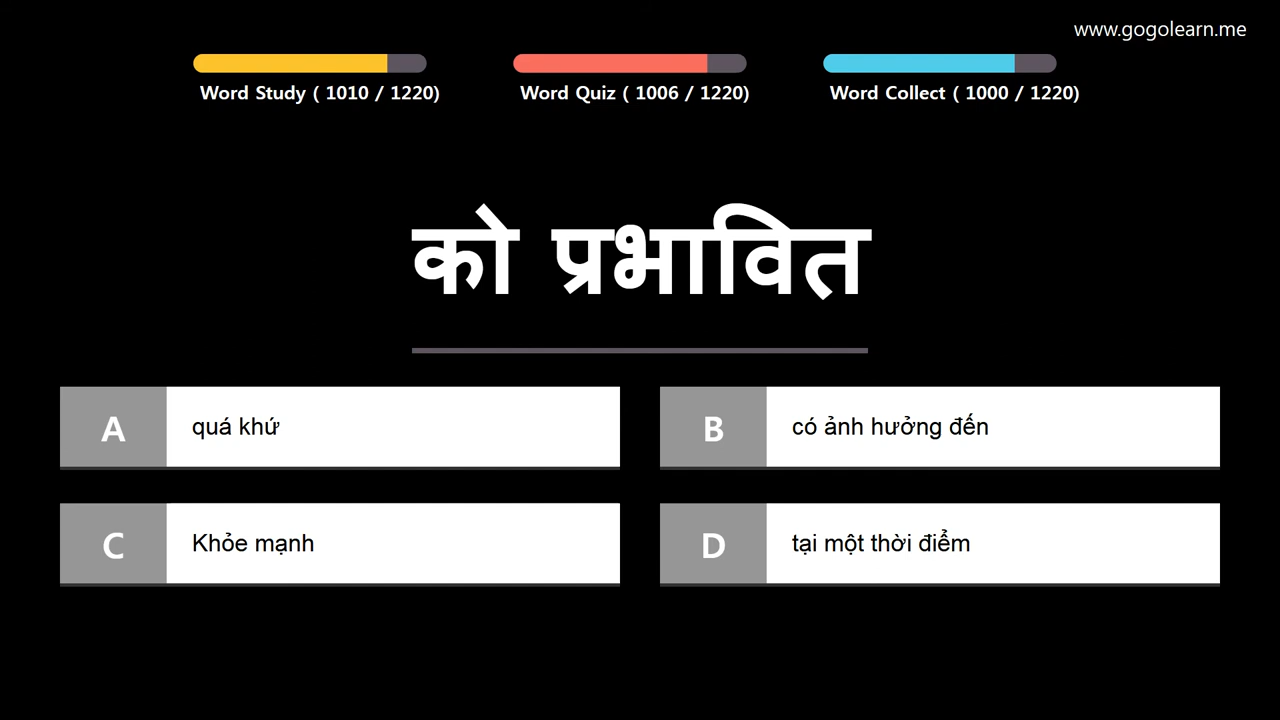 www.gogolearn.me
Word Study ( 1010 / 1220)
Word Quiz ( 1006 / 1220)
Word Collect ( 1000 / 1220)
को प्रभावित
A quá khứ
B có ảnh hưởng đến
C Khỏe mạnh
D tại một thời điểm